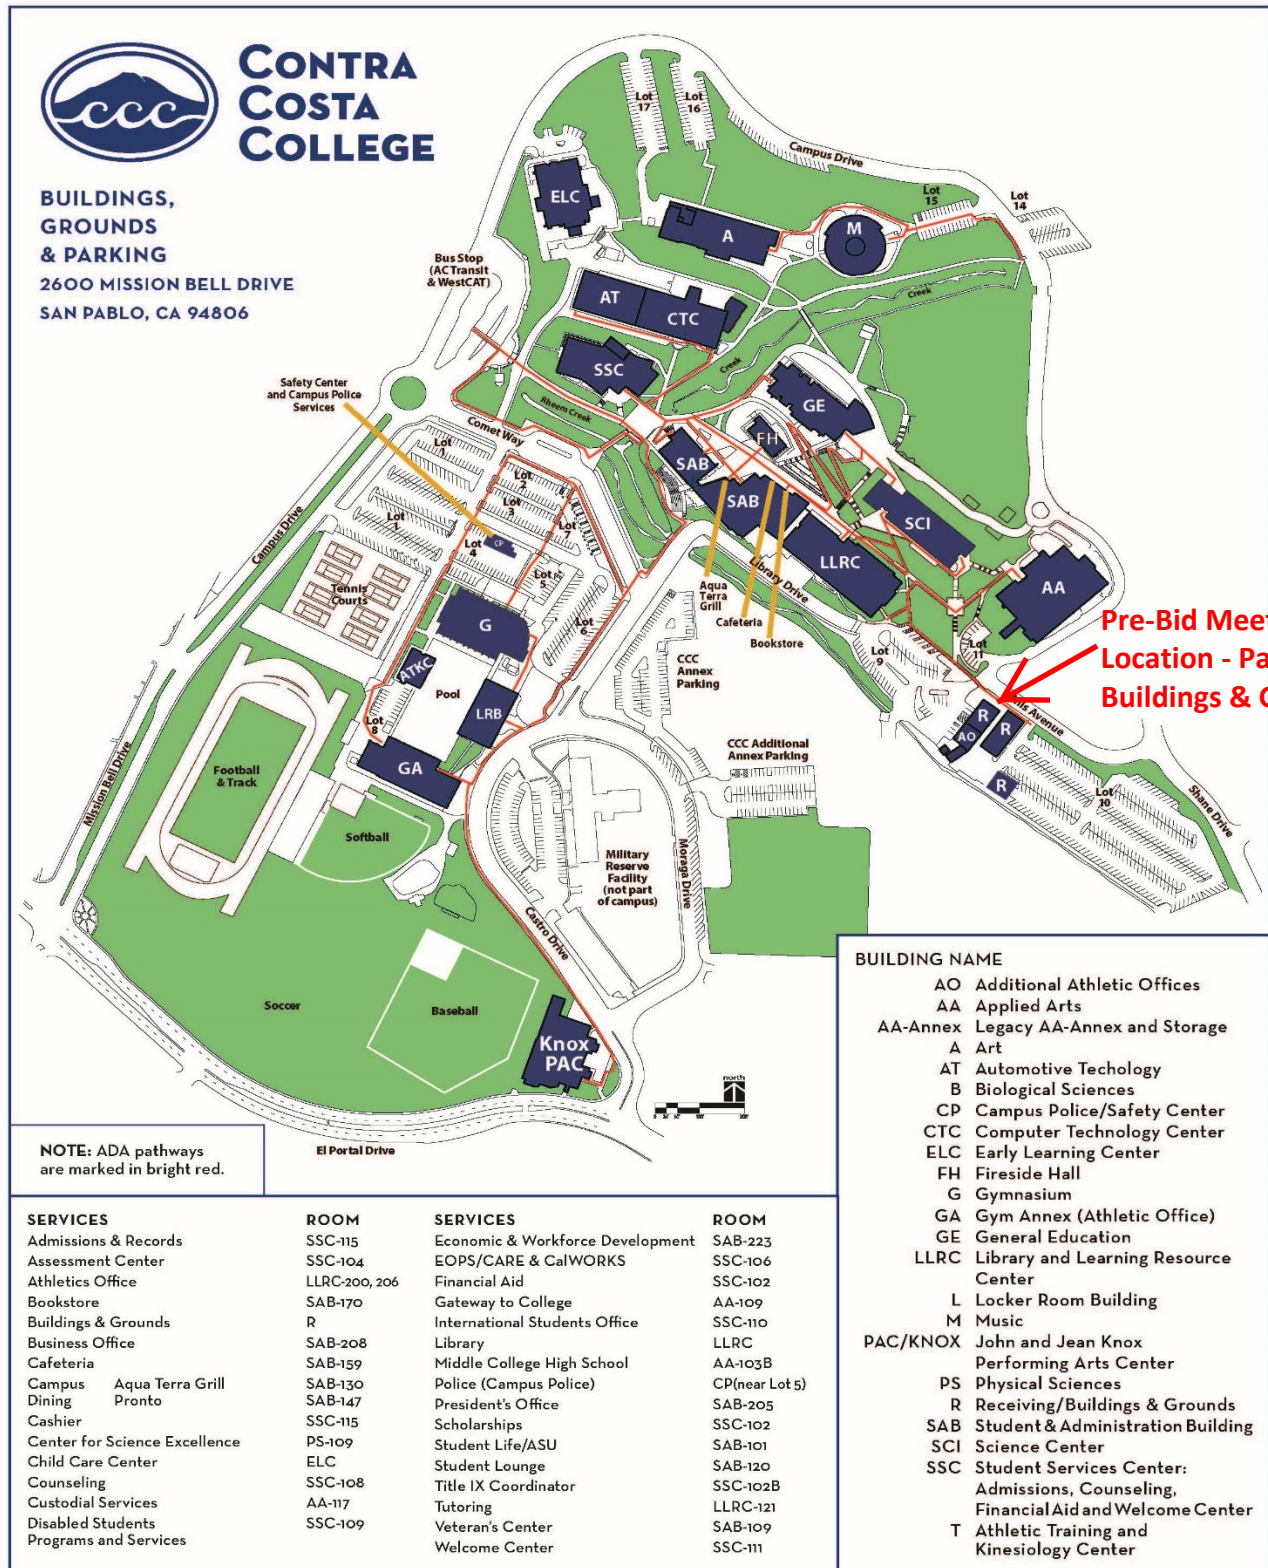 CONTRA
COSTA
COLLEGE
ccc
BUILDINGS,
GROUNDS
& PARKING
2600 MISSION BELL DRIVE
SAN PABLO, CA 94806
Lot
17
Lot
16
Campus Drive
Lot
15
Lot
14
ELC
A
M
Bus Stop
(AC Transit
& WestCAT)
AT
CTC
Creek
SSC
Creek
GE
Safety Center
and Campus Police
Services
Rheem Creek
Comet Way
FH
Lot
1
SAB
Lot
2
Lot
3
SAB
Lot
7
SCI
Lot
1
Lot
4
CP
Campus Drive
LLRC
Library Drive
Lot
5
Tennis
Courts
Aqua
Terra
Grill
AA
Cafeteria
G
Lot
6
Bookstore
Pre-Bid Meet
Location - Pa
Buildings & G
Lot
9
Lot
11
CCC
Annex
Parking
ATKC
Pool
LRB
Lot
8
R
R
AO
Avenue
CCC Additional
Annex Parking
GA
Football
& Track
R
Lot
10
Shane Drive
Mission Bell Drive
Softball
Military
Reserve
Facility
(not part
of campus)
Moraga Drive
Castro Drive
Soccer
Baseball
Knox
PAC
north
El Portal Drive
NOTE: ADA pathways
are marked in bright red.
BUILDING NAME
AO Additional Athletic Offices
AA Applied Arts
AA-Annex Legacy AA-Annex and Storage
A Art
AT Automotive Techology
B Biological Sciences
CP Campus Police/Safety Center
CTC Computer Technology Center
ELC Early Learning Center
FH Fireside Hall
G Gymnasium
GA Gym Annex (Athletic Office)
GE General Education
LLRC Library and Learning Resource
Center
L Locker Room Building
M Music
PAC/KNOX John and Jean Knox
Performing Arts Center
PS Physical Sciences
R Receiving/Buildings & Grounds
SAB Student & Administration Building
SCI Science Center
SSC Student Services Center:
Admissions, Counseling,
Financial Aid and Welcome Center
T Athletic Training and
Kinesiology Center
SERVICES ROOM
Admissions & Records SSC-115
Assessment Center SSC-104
Athletics Office LLRC-200, 206
Bookstore SAB-170
Buildings & Grounds R
Business Office SAB-208
Cafeteria SAB-159
Campus Aqua Terra Grill SAB-130
Dining Pronto SAB-147
Cashier SSC-115
Center for Science Excellence PS-109
Child Care Center ELC
Counseling SSC-108
Custodial Services AA-117
Disabled Students SSC-109
Programs and Services
SERVICES ROOM
Economic & Workforce Development SAB-223
EOPS/CARE & CalWORKS SSC-106
Financial Aid SSC-102
Gateway to College AA-109
International Students Office SSC-110
Library LLRC
Middle College High School AA-103B
Police (Campus Police) CP(near Lot 5)
President's Office SAB-205
Scholarships SSC-102
Student Life/ASU SAB-101
Student Lounge SAB-120
Title IX Coordinator SSC-102B
Tutoring LLRC-121
Veteran's Center SAB-109
Welcome Center SSC-111